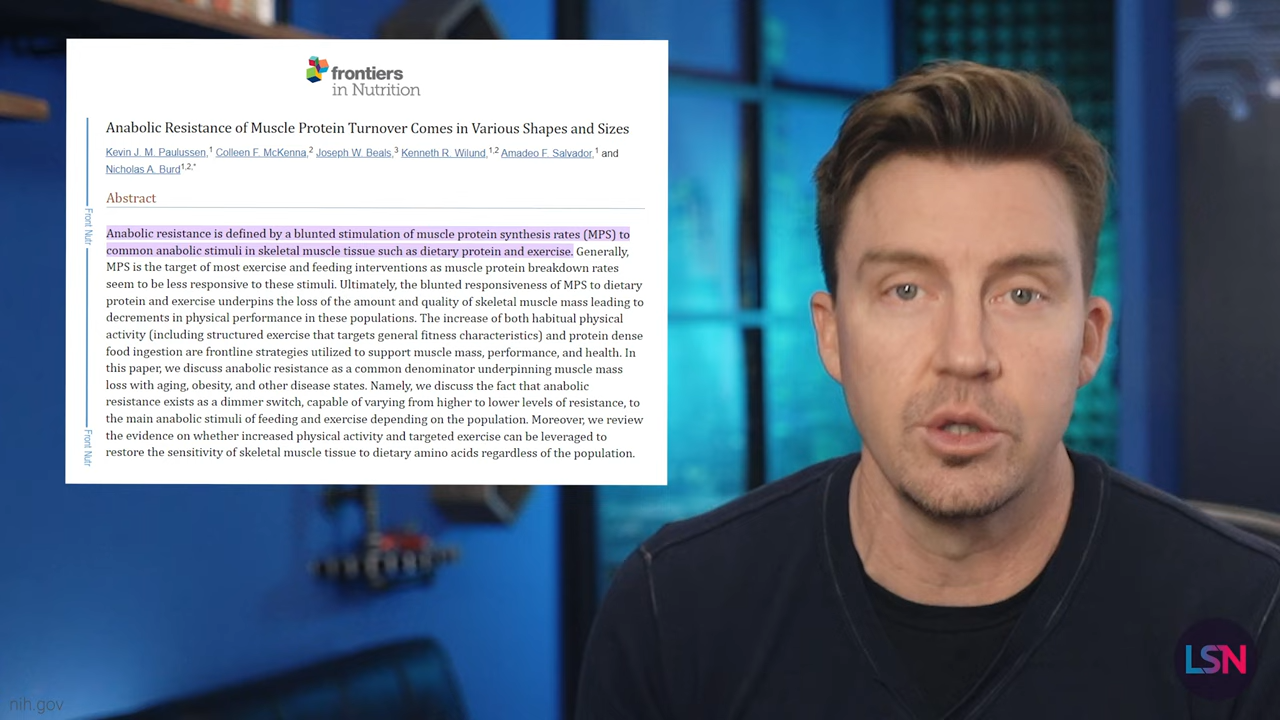 frontiers
in Nutrition
Anabolic Resistance of Muscle Protein Turnover Comes in Various Shapes and Sizes
Kevin J. M. Paulussen,1 Colleen F. McKenna,2 Joseph W. Beals,3 Kenneth R. Wilund,1,2 Amadeo F. Salvador,1 and
Nicholas A. Burd1,2,*
Abstract
Anabolic resistance is defined by a blunted stimulation of muscle protein synthesis rates (MPS) to
common anabolic stimuli in skeletal muscle tissue such as dietary protein and exercise. Generally,
MPS is the target of most exercise and feeding interventions as muscle protein breakdown rates
seem to be less responsive to these stimuli. Ultimately, the blunted responsiveness of MPS to dietary
protein and exercise underpins the loss of the amount and quality of skeletal muscle mass leading to
decrements in physical performance in these populations. The increase of both habitual physical
activity (including structured exercise that targets general fitness characteristics) and protein dense
food ingestion are frontline strategies utilized to support muscle mass, performance, and health. In
this paper, we discuss anabolic resistance as a common denominator underpinning muscle mass
loss with aging, obesity, and other disease states. Namely, we discuss the fact that anabolic
resistance exists as a dimmer switch, capable of varying from higher to lower levels of resistance, to
the main anabolic stimuli of feeding and exercise depending on the population. Moreover, we review
the evidence on whether increased physical activity and targeted exercise can be leveraged to
restore the sensitivity of skeletal muscle tissue to dietary amino acids regardless of the population.
Front Nutr
Front Nutr
LSN
nih.gov